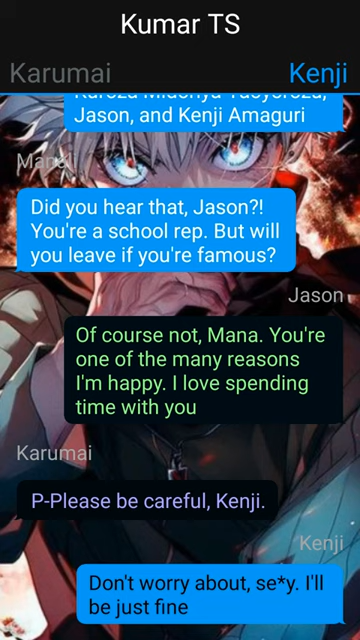 Kumar TS
Karumai
Kenji
Jason, and Kenji Amaguri
Did you hear that, Jason?!
You're a school rep. But will
you leave if you're famous?
Jason
Of course not, Mana. You're
one of the many reasons
I'm happy. I love spending
time with you
Karumai
P-Please be careful, Kenji.
Kenji
Don't worry about, se*y. I'll
be just fine